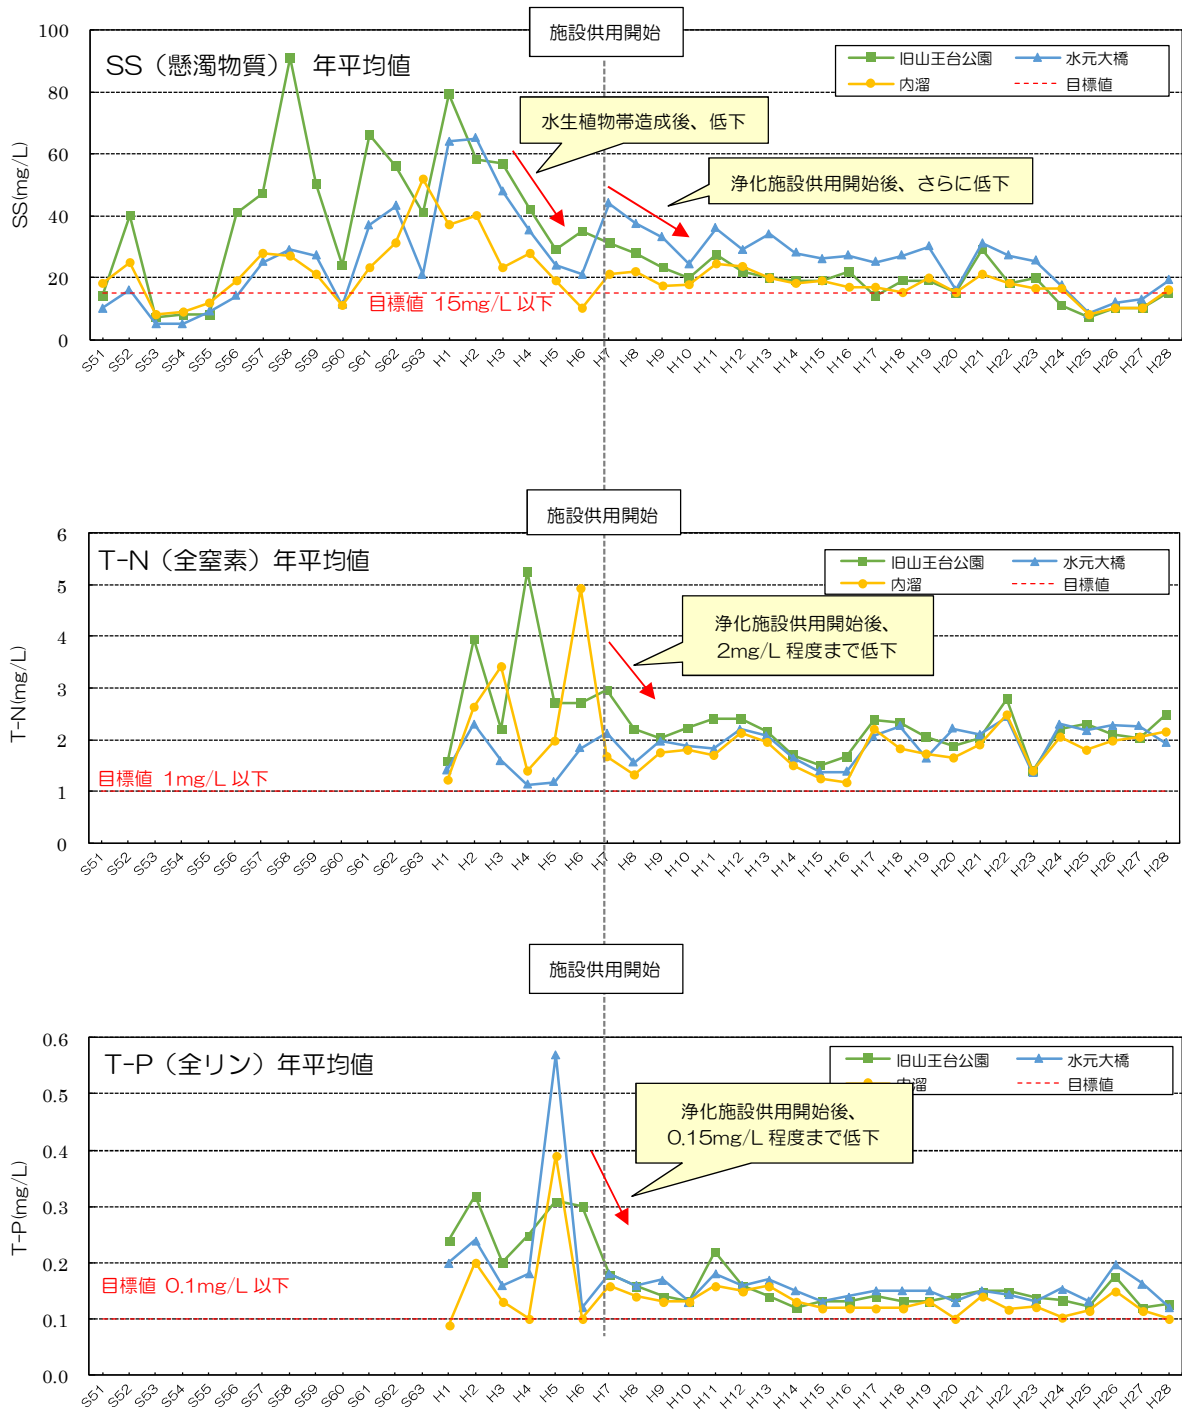 施設供用開始
SS（懸濁物質）　年平均値
旧山王台公園
水元大橋
内溜
目標値
水生植物帯造成後、低下
浄化施設供用開始後、さらに低下
目標値 15mg/L 以下
SS(mg/L)
100
80
60
40
20
0
S51 S52 S53 S54 S55 S56 S57 S58 S59 S60 S61 S62 S63 H1 H2 H3 H4 H5 H6 H7 H8 H9 H10 H11 H12 H13 H14 H15 H16 H17 H18 H19 H20 H21 H22 H23 H24 H25 H26 H27 H28
施設供用開始
T-N（全窒素）年平均値
旧山王台公園
水元大橋
内溜
目標値
浄化施設供用開始後、
2mg/L 程度まで低下
目標値 1mg/L 以下
T-N(mg/L)
6
5
4
3
2
1
0
S51 S52 S53 S54 S55 S56 S57 S58 S59 S60 S61 S62 S63 H1 H2 H3 H4 H5 H6 H7 H8 H9 H10 H11 H12 H13 H14 H15 H16 H17 H18 H19 H20 H21 H22 H23 H24 H25 H26 H27 H28
施設供用開始
T-P（全リン）年平均値
旧山王台公園
水元大橋
内溜
目標値
浄化施設供用開始後、
0.15mg/L 程度まで低下
目標値 0.1mg/L 以下
T-P(mg/L)
0.6
0.5
0.4
0.3
0.2
0.1
0.0
S51 S52 S53 S54 S55 S56 S57 S58 S59 S60 S61 S62 S63 H1 H2 H3 H4 H5 H6 H7 H8 H9 H10 H11 H12 H13 H14 H15 H16 H17 H18 H19 H20 H21 H22 H23 H24 H25 H26 H27 H28